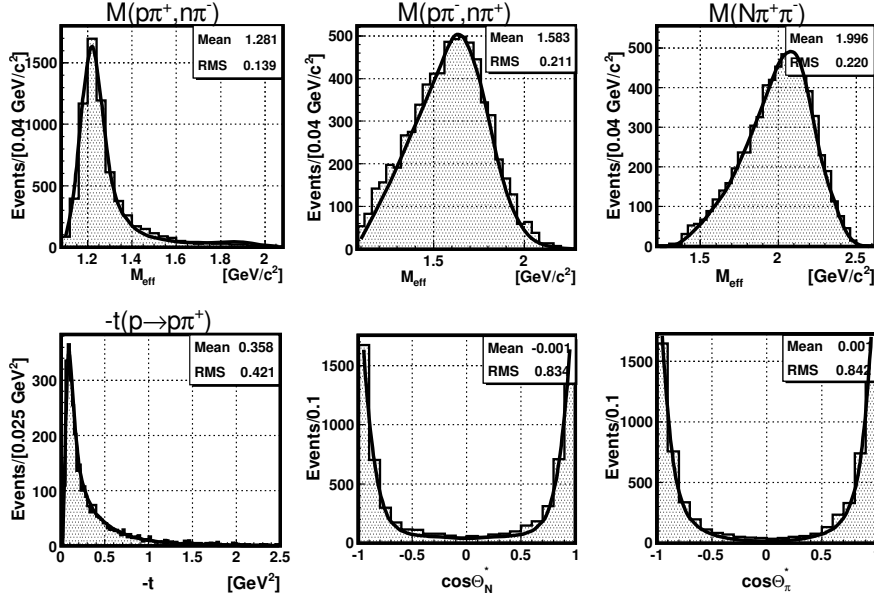 M(pπ⁺,nπ⁻)
Mean 1.281
RMS 0.139
Events/[0.04 GeV/c²]
1500
1000
500
0
1.2 1.4 1.6 1.8 2
M_eff [GeV/c²]
M(pπ⁻,nπ⁺)
Mean 1.583
RMS 0.211
Events/[0.04 GeV/c²]
500
400
300
200
100
0
1.5 2
M_eff [GeV/c²]
M(Nπ⁺π⁻)
Mean 1.996
RMS 0.220
Events/[0.04 GeV/c²]
500
400
300
200
100
0
1.5 2 2.5
M_eff [GeV/c²]
-t(p→pπ⁺)
Mean 0.358
RMS 0.421
Events/[0.025 GeV²]
300
200
100
0
0 0.5 1 1.5 2 2.5
-t [GeV²]
Mean -0.001
RMS 0.834
Events/0.1
1500
1000
500
0
-1 -0.5 0 0.5 1
cosΘ*_N
Mean 0.001
RMS 0.842
Events/0.1
1500
1000
500
0
-1 -0.5 0 0.5 1
cosΘ*_π